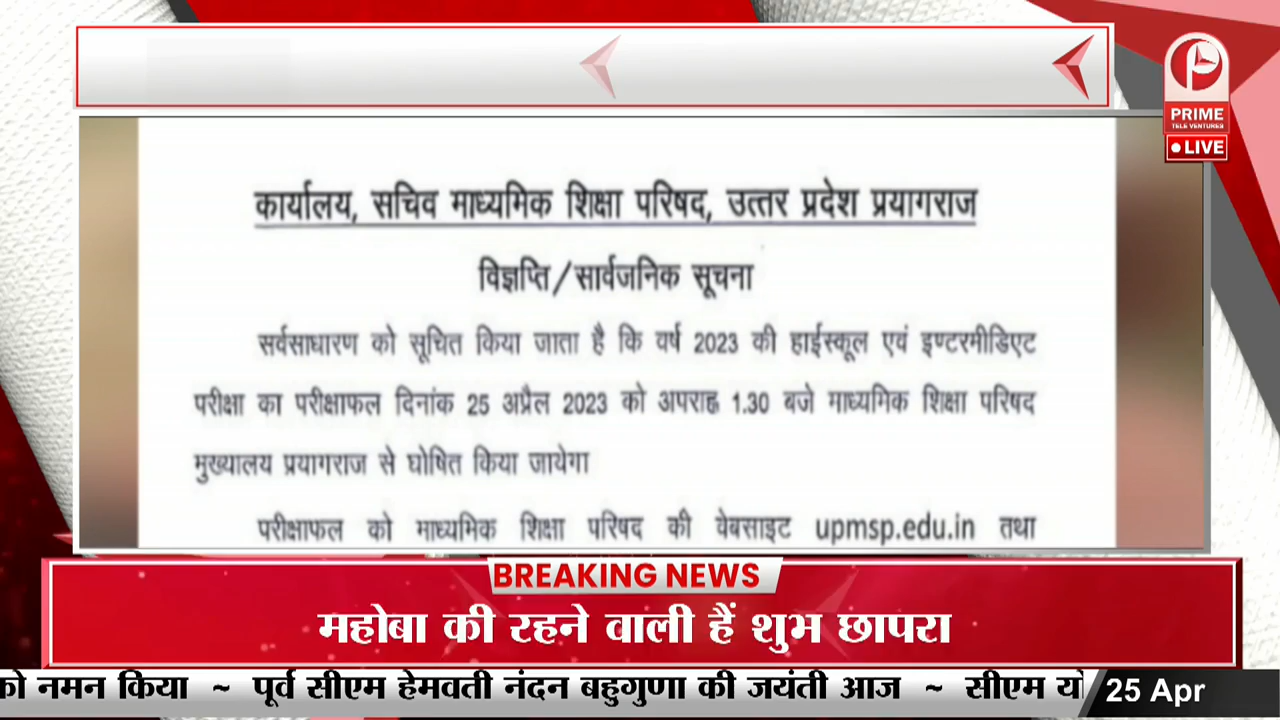 PRIME
TELE VENTURES
LIVE
कार्यालय, सचिव माध्यमिक शिक्षा परिषद, उत्तर प्रदेश प्रयागराज
विज्ञप्ति/सार्वजनिक सूचना
सर्वसाधारण को सूचित किया जाता है कि वर्ष 2023 की हाईस्कूल एवं इण्टरमीडिएट
परीक्षा का परीक्षाफल दिनांक 25 अप्रैल 2023 को अपराह्न 1.30 बजे माध्यमिक शिक्षा परिषद
मुख्यालय प्रयागराज से घोषित किया जायेगा
परीक्षाफल को माध्यमिक शिक्षा परिषद की वेबसाइट upmsp.edu.in तथा
BREAKING NEWS
महोबा की रहने वाली हैं शुभ छापरा
को नमन किया ~ पूर्व सीएम हेमवती नंदन बहुगुणा की जयंती आज ~ सीएम यो
25 Apr